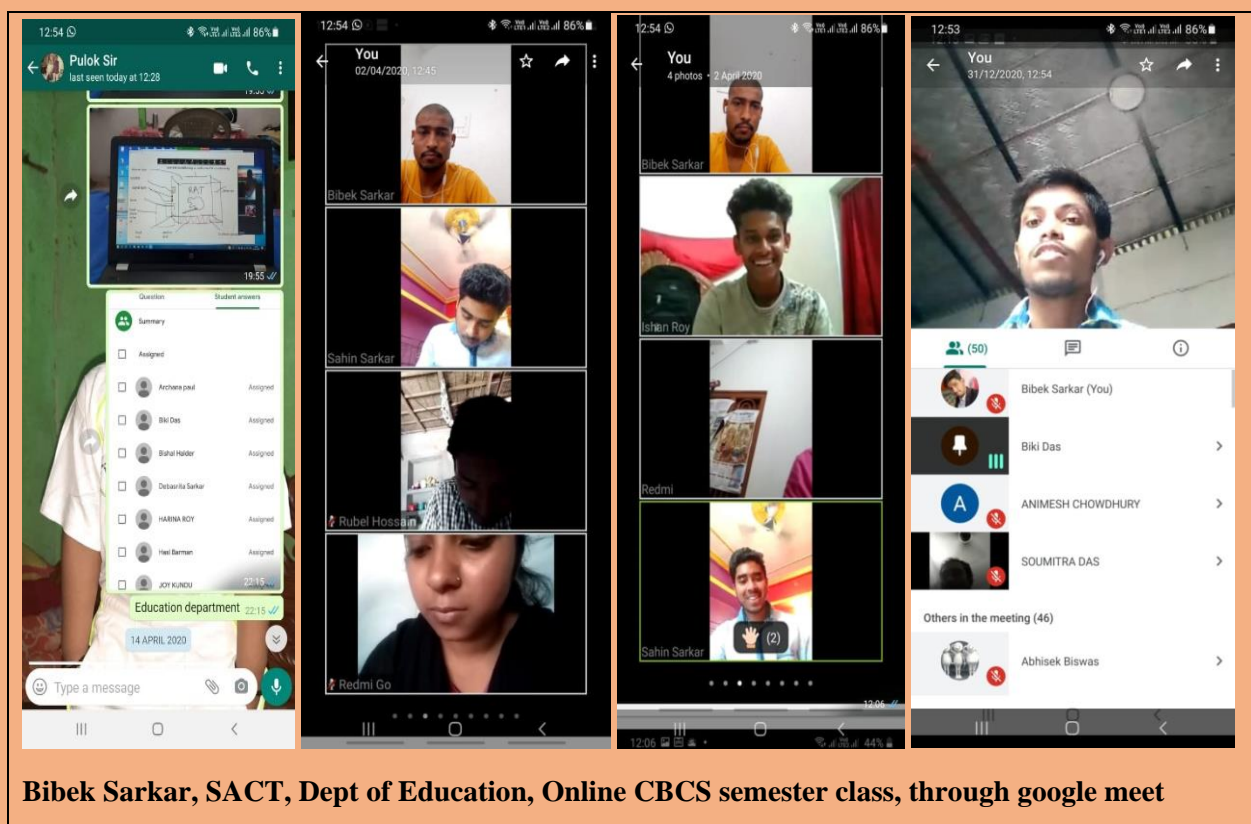 12:54
86%
Pulok Sir
last seen today at 12:28
19:55
RAT
19:55
Question Student answers
Summary
Assigned
Archana paul Assigned
Biki Das Assigned
Bishal Halder Assigned
Debasrita Sarkar Assigned
HARINA ROY Assigned
Hasi Barman Assigned
JOY KUNDU
22:15
Education department 22:15
14 APRIL 2020
Type a message
12:54
86%
You
02/04/2020, 12:45
Bibek Sarkar
Sahin Sarkar
Rubel Hossain
Redmi Go
12:54
86%
You
4 photos • 2 April 2020
Bibek Sarkar
Ishan Roy
Redmi
(2)
Sahin Sarkar
12:06
12:06
44%
12:53
86%
You
31/12/2020, 12:54
(50)
Bibek Sarkar (You)
Biki Das
A
ANIMESH CHOWDHURY
SOUMITRA DAS
Others in the meeting (46)
Abhisek Biswas
Bibek Sarkar, SACT, Dept of Education, Online CBCS semester class, through google meet